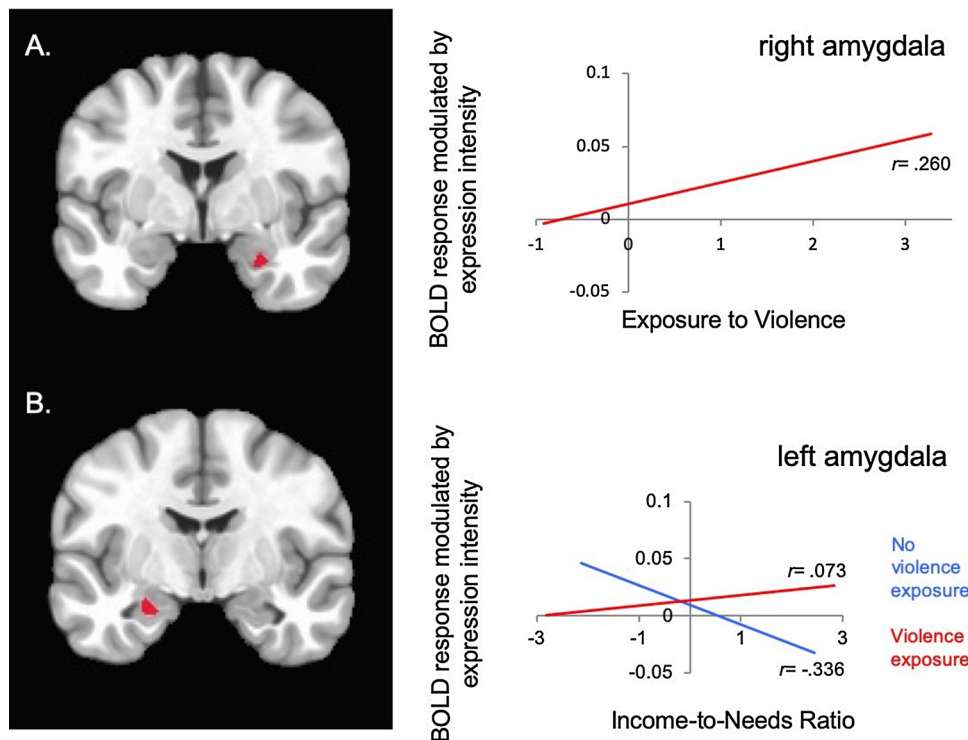 A.
BOLD response modulated by
expression intensity
right amygdala
0.1
0.05
0
-0.05
-1
0
1
2
3
r= .260
Exposure to Violence
B.
BOLD response modulated by
expression intensity
left amygdala
0.1
0.05
0
-0.05
-3
-1
1
3
r= .073
r= -.336
No
violence
exposure
Violence
exposure
Income-to-Needs Ratio